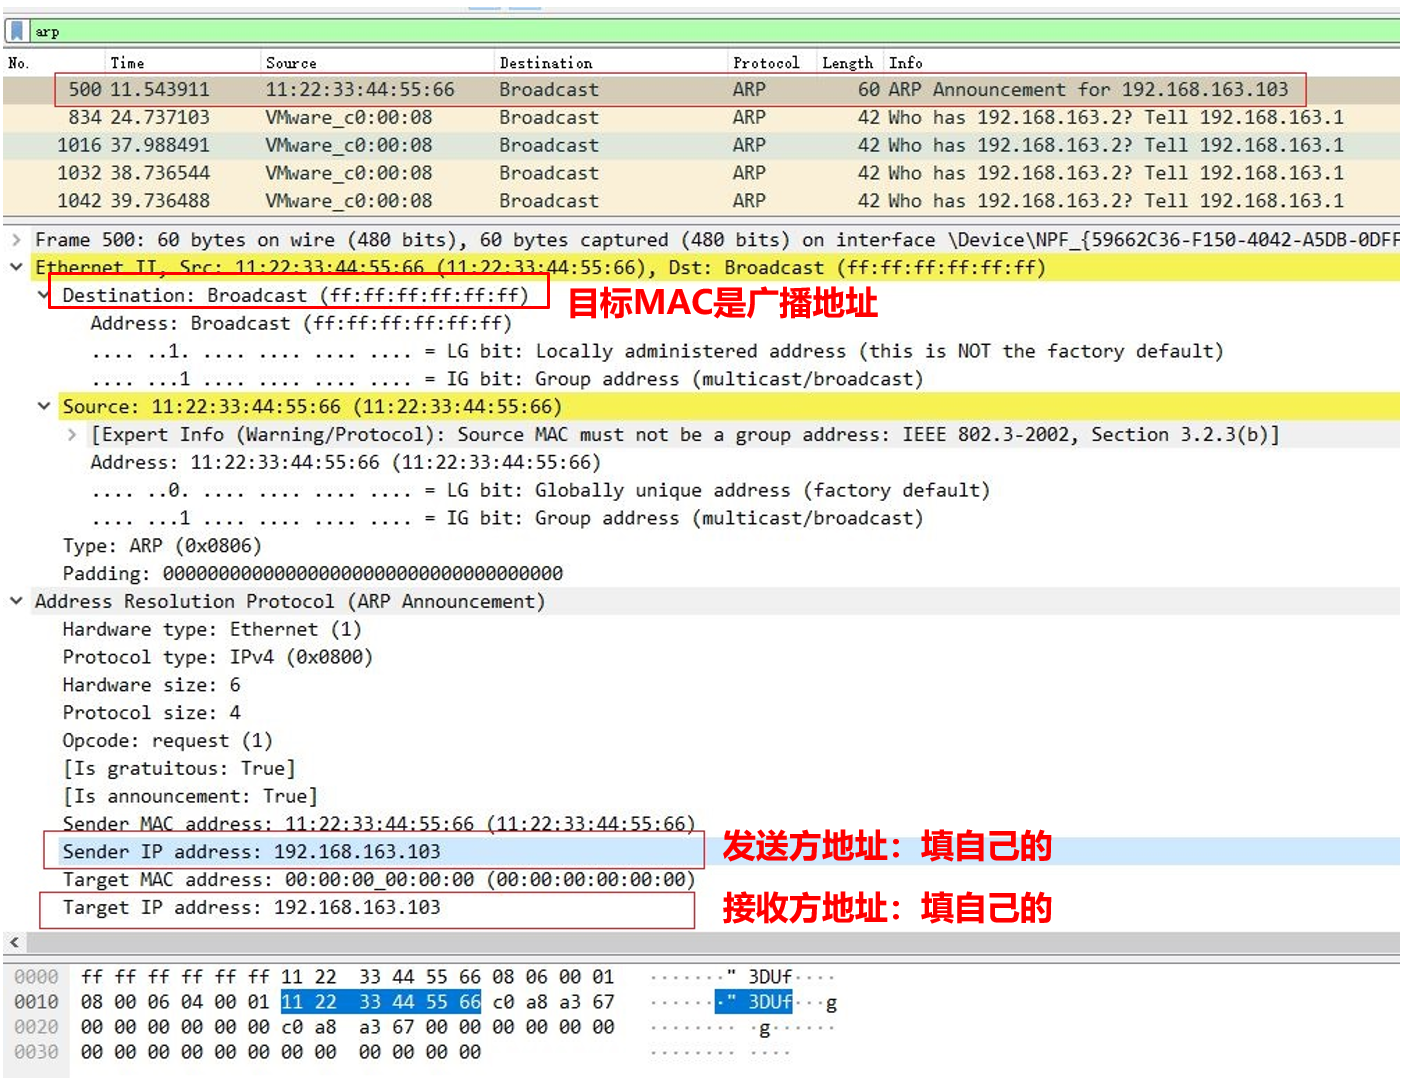 arp
No. Time Source Destination Protocol Length Info
500 11.543911 11:22:33:44:55:66 Broadcast ARP 60 ARP Announcement for 192.168.163.103
834 24.737103 VMware_c0:00:08 Broadcast ARP 42 Who has 192.168.163.2? Tell 192.168.163.1
1016 37.988491 VMware_c0:00:08 Broadcast ARP 42 Who has 192.168.163.2? Tell 192.168.163.1
1032 38.736544 VMware_c0:00:08 Broadcast ARP 42 Who has 192.168.163.2? Tell 192.168.163.1
1042 39.736488 VMware_c0:00:08 Broadcast ARP 42 Who has 192.168.163.2? Tell 192.168.163.1
Frame 500: 60 bytes on wire (480 bits), 60 bytes captured (480 bits) on interface \Device\NPF_{59662C36-F150-4042-A5DB-0DFF
Ethernet II, Src: 11:22:33:44:55:66 (11:22:33:44:55:66), Dst: Broadcast (ff:ff:ff:ff:ff:ff)
Destination: Broadcast (ff:ff:ff:ff:ff:ff) 目标MAC是广播地址
Address: Broadcast (ff:ff:ff:ff:ff:ff)
.... ..1. .... .... .... .... = LG bit: Locally administered address (this is NOT the factory default)
.... ...1 .... .... .... .... = IG bit: Group address (multicast/broadcast)
Source: 11:22:33:44:55:66 (11:22:33:44:55:66)
[Expert Info (Warning/Protocol): Source MAC must not be a group address: IEEE 802.3-2002, Section 3.2.3(b)]
Address: 11:22:33:44:55:66 (11:22:33:44:55:66)
.... ..0. .... .... .... .... = LG bit: Globally unique address (factory default)
.... ...1 .... .... .... .... = IG bit: Group address (multicast/broadcast)
Type: ARP (0x0806)
Padding: 000000000000000000000000000000000000
Address Resolution Protocol (ARP Announcement)
Hardware type: Ethernet (1)
Protocol type: IPv4 (0x0800)
Hardware size: 6
Protocol size: 4
Opcode: request (1)
[Is gratuitous: True]
[Is announcement: True]
Sender MAC address: 11:22:33:44:55:66 (11:22:33:44:55:66)
Sender IP address: 192.168.163.103 发送方地址：填自己的
Target MAC address: 00:00:00_00:00:00 (00:00:00:00:00:00)
Target IP address: 192.168.163.103 接收方地址：填自己的
0000 ff ff ff ff ff ff 11 22 33 44 55 66 08 06 00 01 ·······" 3DUf····
0010 08 00 06 04 00 01 11 22 33 44 55 66 c0 a8 a3 67 ·······" 3DUf···g
0020 00 00 00 00 00 00 c0 a8 a3 67 00 00 00 00 00 00 ········ ·g······
0030 00 00 00 00 00 00 00 00 00 00 00 00 ········ ····